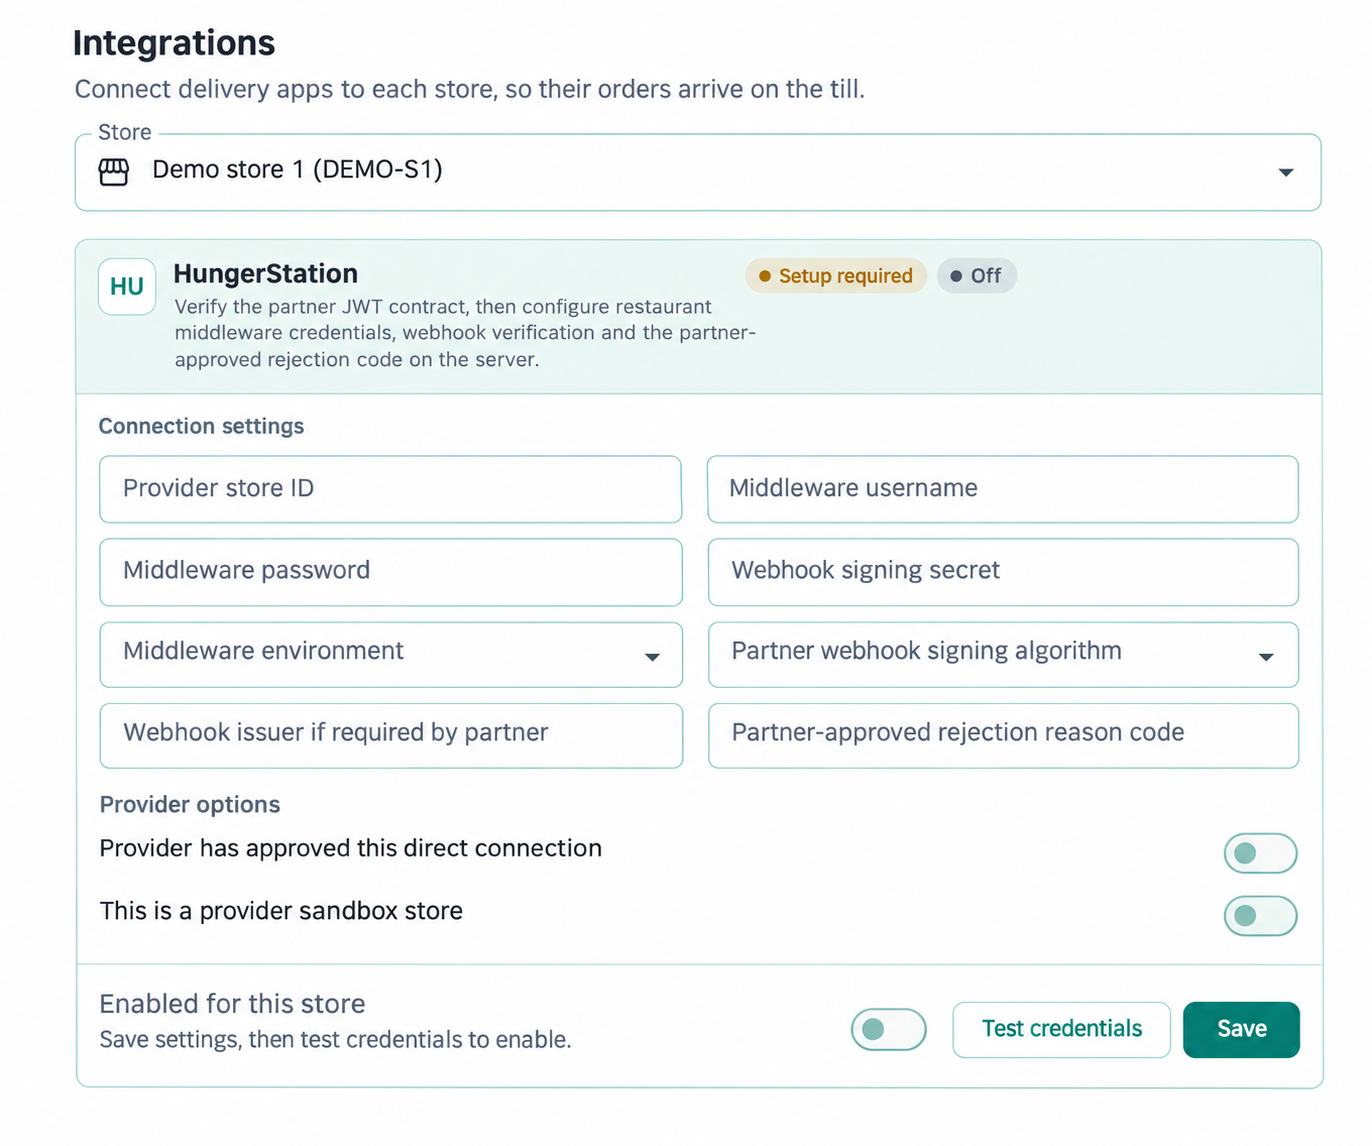 Integrations
Connect delivery apps to each store, so their orders arrive on the till.
Store
Demo store 1 (DEMO-S1)
HU
HungerStation
Setup required
Off
Verify the partner JWT contract, then configure restaurant
middleware credentials, webhook verification and the partner-
approved rejection code on the server.
Connection settings
Provider store ID
Middleware username
Middleware password
Webhook signing secret
Middleware environment
Partner webhook signing algorithm
Webhook issuer if required by partner
Partner-approved rejection reason code
Provider options
Provider has approved this direct connection
This is a provider sandbox store
Enabled for this store
Save settings, then test credentials to enable.
Test credentials
Save